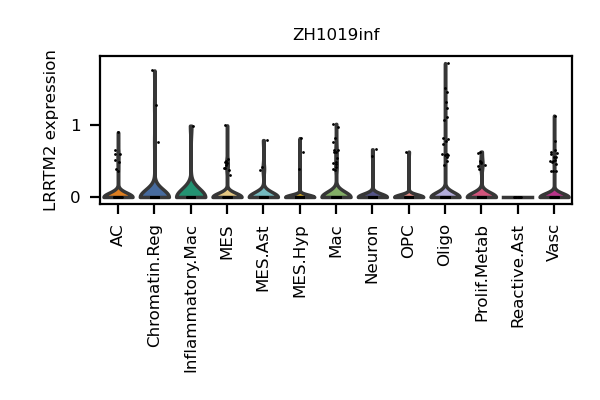 ZH1019inf
LRRTM2 expression
1
0
AC
Chromatin.Reg
Inflammatory.Mac
MES
MES.Ast
MES.Hyp
Mac
Neuron
OPC
Oligo
Prolif.Metab
Reactive.Ast
Vasc